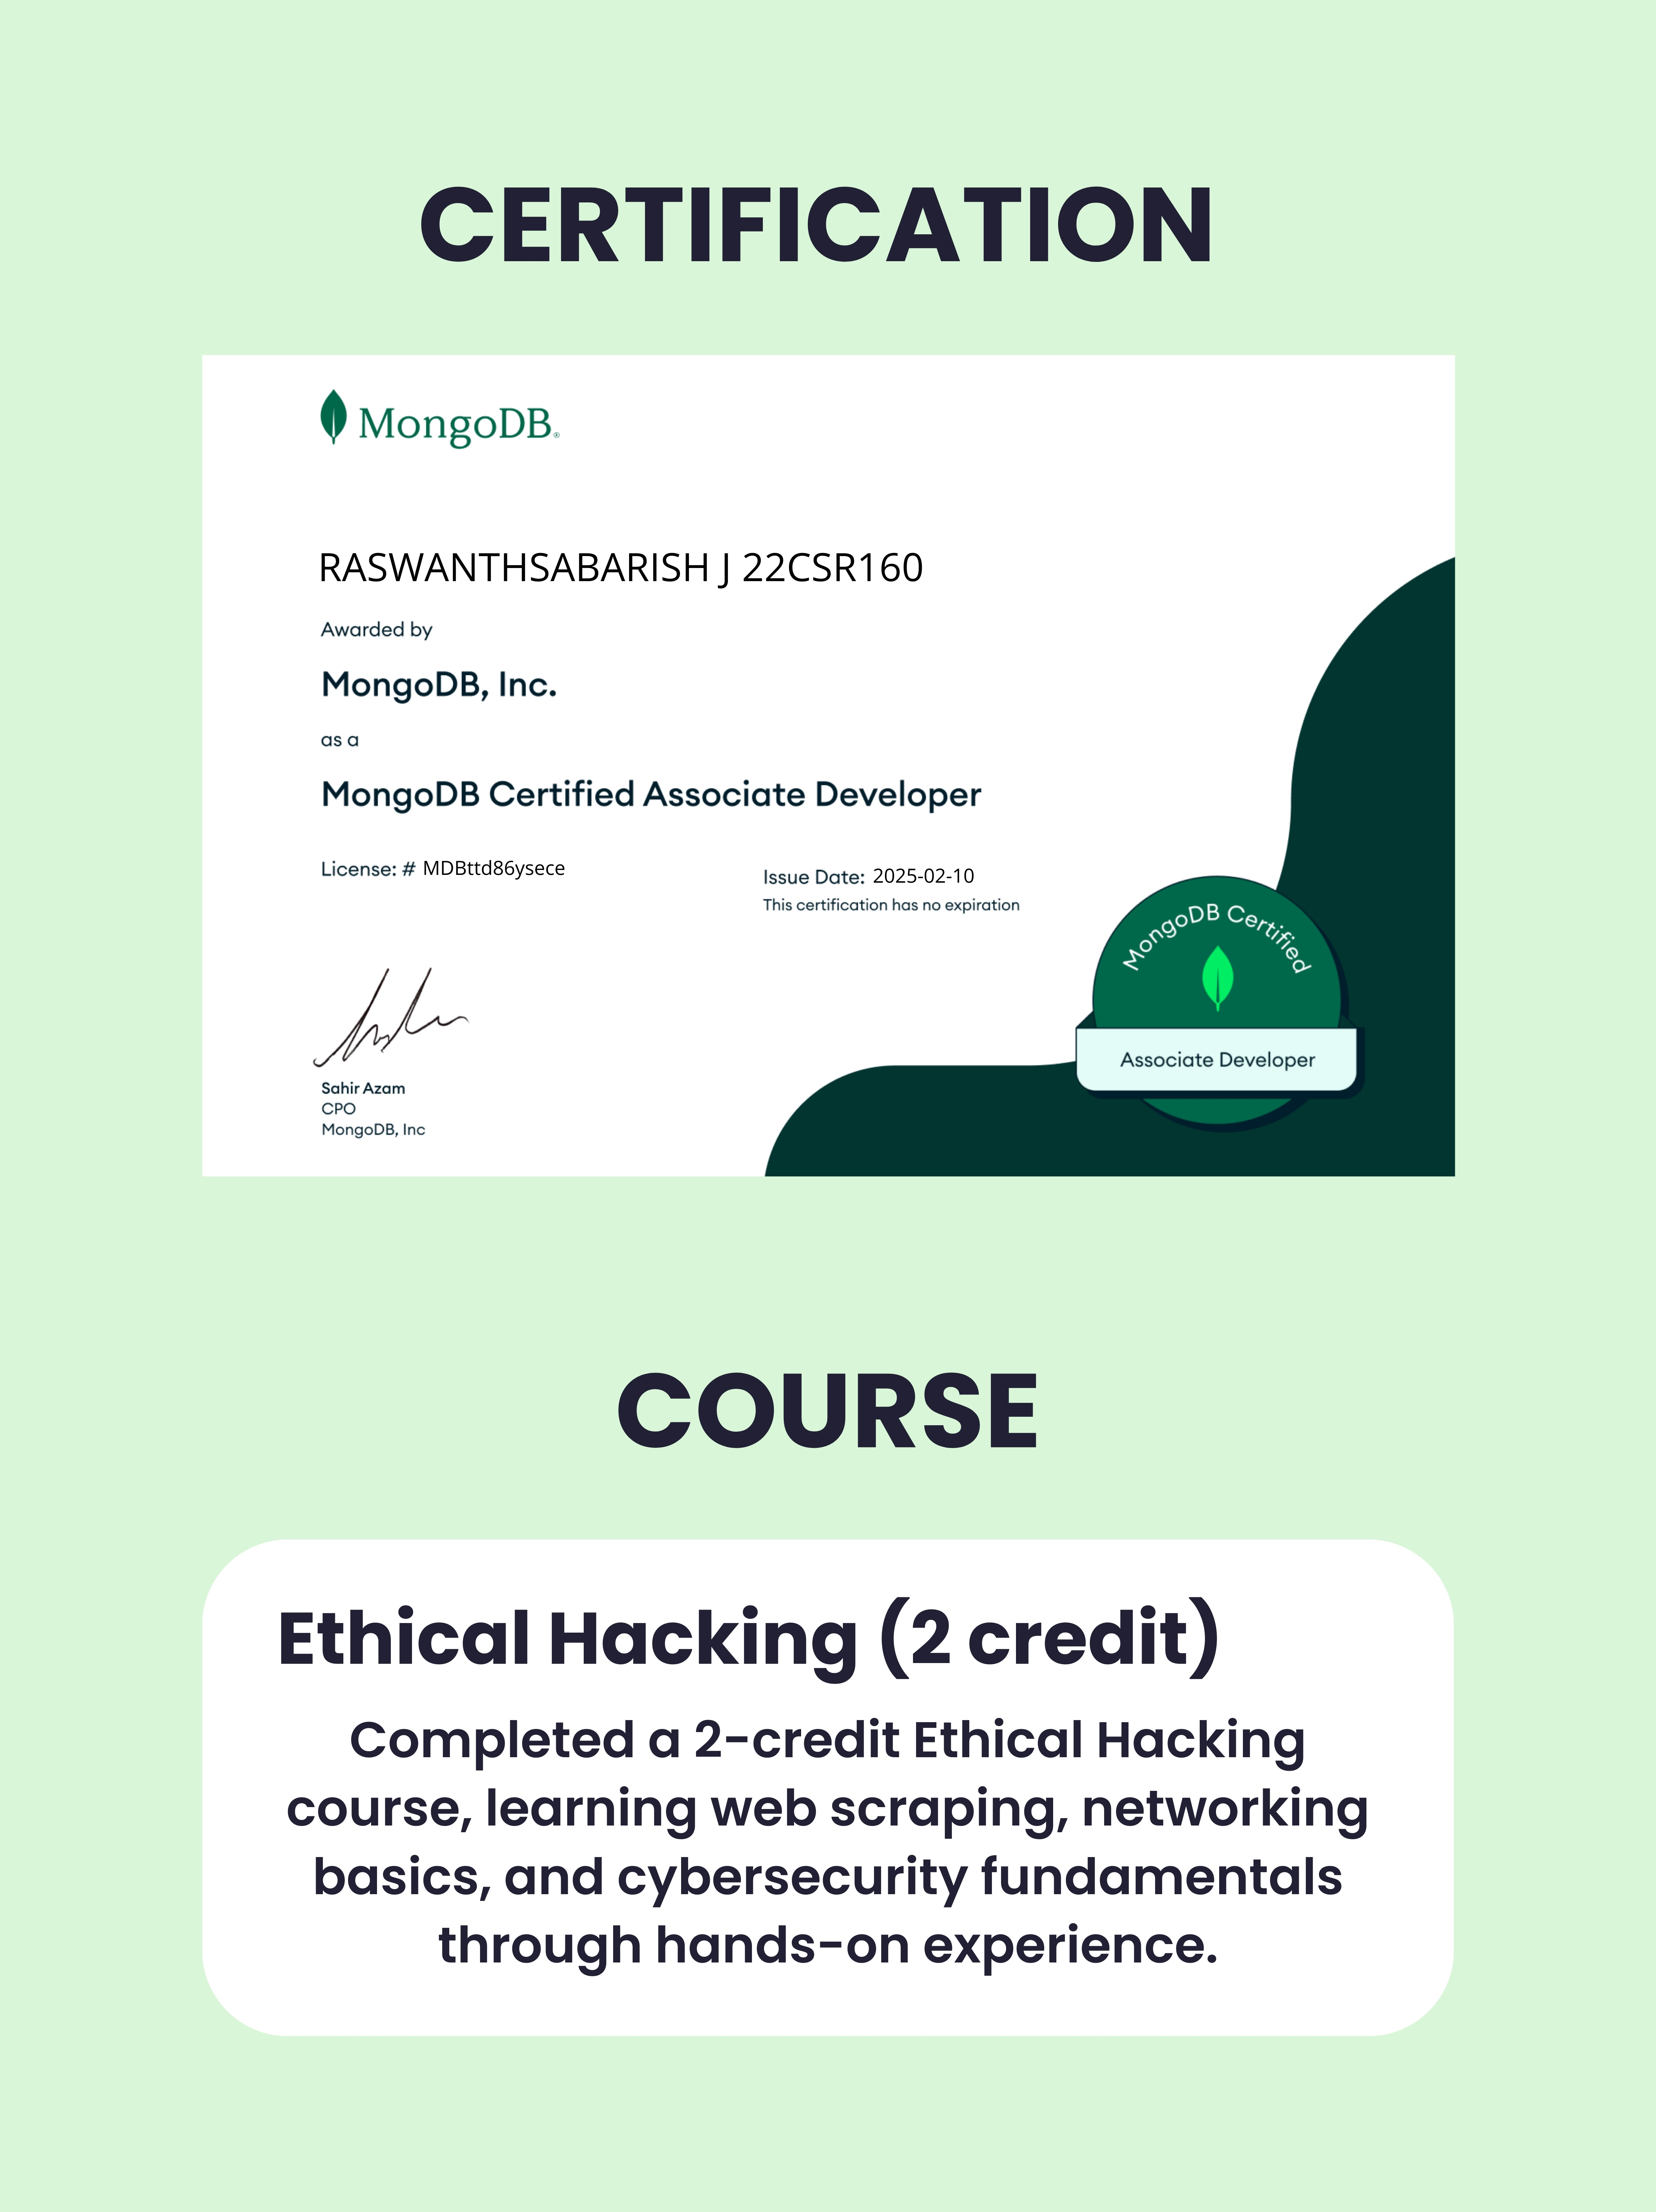 CERTIFICATION
MongoDB®
RASWANTHSABARISH J 22CSR160
Awarded by
MongoDB, Inc.
as a
MongoDB Certified Associate Developer
License: # MDBttd86ysece
Issue Date: 2025-02-10
This certification has no expiration
MongoDB Certified
Associate Developer
Sahir Azam
CPO
MongoDB, Inc
COURSE
Ethical Hacking (2 credit)
Completed a 2-credit Ethical Hacking
course, learning web scraping, networking
basics, and cybersecurity fundamentals
through hands-on experience.